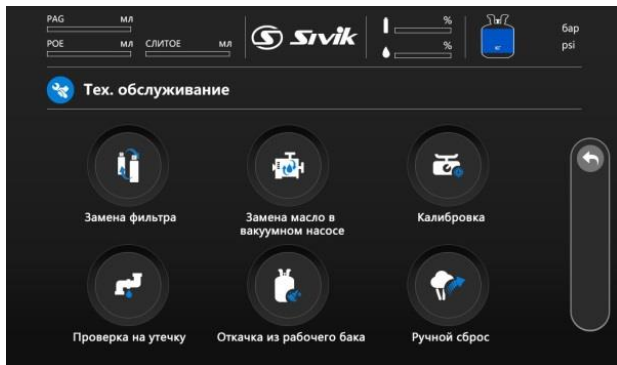 PAG мл
POE мл СЛИТОЕ мл
S Sivik
%
%
бар
psi
Тех. обслуживание
Замена фильтра
Замена масло в
вакуумном насосе
Калибровка
Проверка на утечку
Откачка из рабочего бака
Ручной сброс